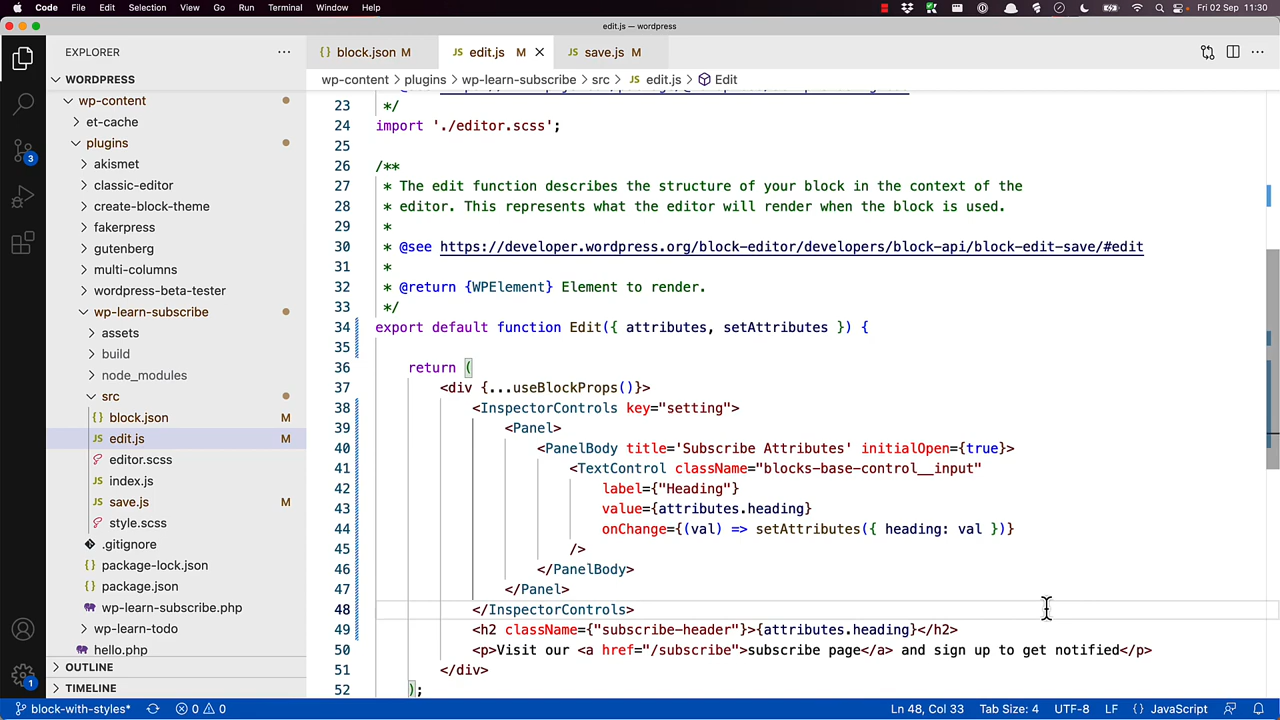 Code File Edit Selection View Go Run Terminal Window Help Fri 02 Sep 11:30
edit.js — wordpress
EXPLORER
block.json M
edit.js M
save.js M
WORDPRESS
wp-content > plugins > wp-learn-subscribe > src > JS edit.js > Edit
wp-content
et-cache
plugins
akismet
classic-editor
create-block-theme
fakerpress
gutenberg
multi-columns
wordpress-beta-tester
wp-learn-subscribe
assets
build
node_modules
src
{} block.json M
JS edit.js M
editor.scss
JS index.js
JS save.js M
style.scss
.gitignore
{} package-lock.json
{} package.json
wp-learn-subscribe.php
wp-learn-todo
hello.php
OUTLINE
TIMELINE
23 */
24 import './editor.scss';
25
26 /**
27 * The edit function describes the structure of your block in the context of the
28 * editor. This represents what the editor will render when the block is used.
29 *
30 * @see https://developer.wordpress.org/block-editor/developers/block-api/block-edit-save/#edit
31 *
32 * @return {WPElement} Element to render.
33 */
34 export default function Edit({ attributes, setAttributes }) {
35
36 return (
37 <div {...useBlockProps()}>
38 <InspectorControls key="setting">
39 <Panel>
40 <PanelBody title='Subscribe Attributes' initialOpen={true}>
41 <TextControl className="blocks-base-control__input"
42 label={"Heading"}
43 value={attributes.heading}
44 onChange={(val) => setAttributes({ heading: val })}
45 />
46 </PanelBody>
47 </Panel>
48 </InspectorControls>
49 <h2 className={"subscribe-header"}>{attributes.heading}</h2>
50 <p>Visit our <a href="/subscribe">subscribe page</a> and sign up to get notified</p>
51 </div>
52 );
3
1
block-with-styles* 0 0 Ln 48, Col 33 Tab Size: 4 UTF-8 LF {} JavaScript